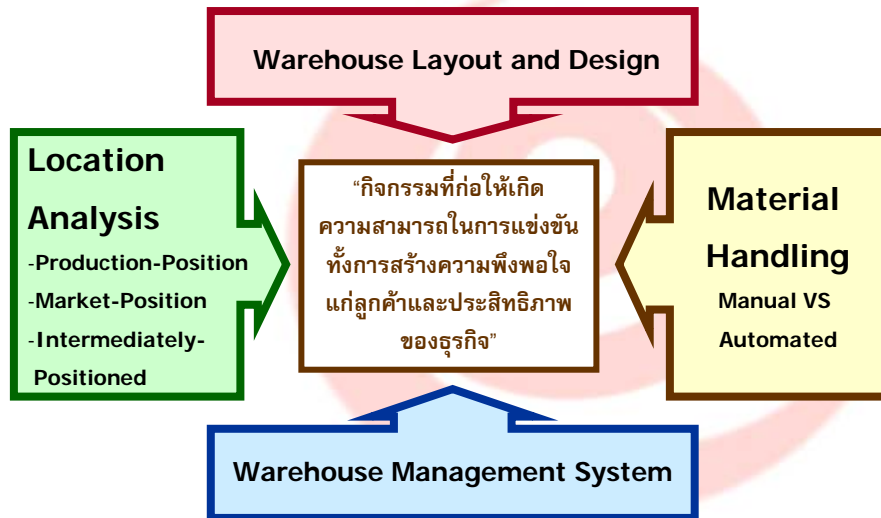 Warehouse Layout and Design
Location
Analysis
-Production-Position
-Market-Position
-Intermediately-
Positioned
“กิจกรรมที่ก่อให้เกิด
ความสามารถในการแข่งขัน
ทั้งการสร้างความพึงพอใจ
แก่ลูกค้าและประสิทธิภาพ
ของธุรกิจ”
Material
Handling
Manual VS
Automated
Warehouse Management System